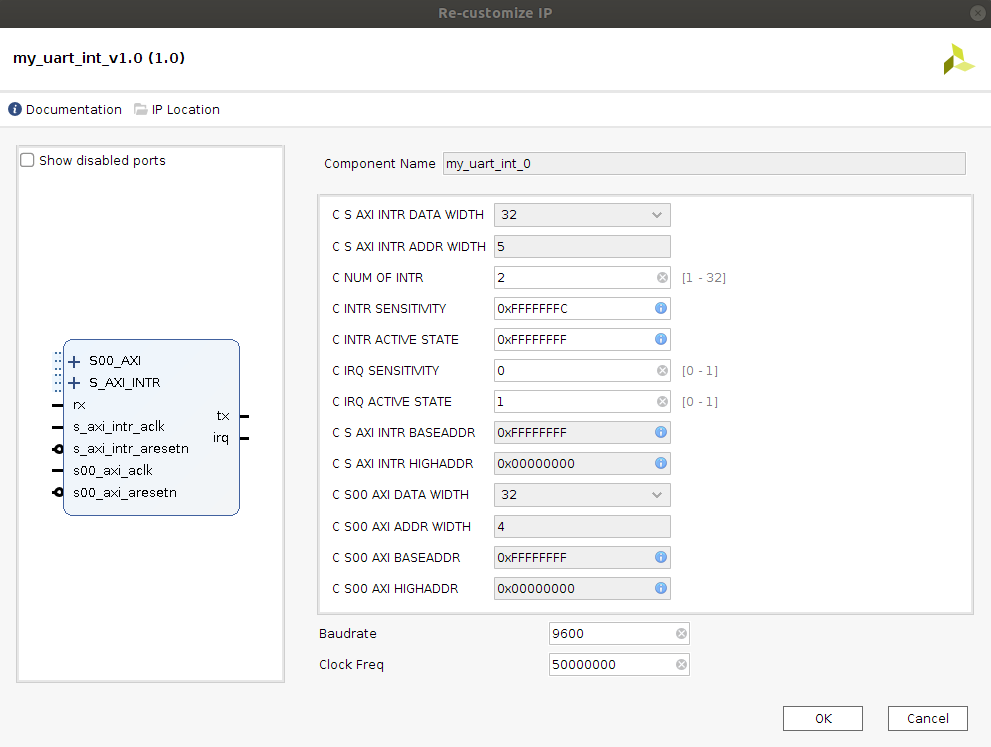 Re-customize IP
my_uart_int_v1.0 (1.0)
Documentation IP Location
Show disabled ports
S00_AXI
S_AXI_INTR
rx
s_axi_intr_aclk
s_axi_intr_aresetn
s00_axi_aclk
s00_axi_aresetn
tx
irq
Component Name my_uart_int_0
C S AXI INTR DATA WIDTH 32
C S AXI INTR ADDR WIDTH 5
C NUM OF INTR 2 [1 - 32]
C INTR SENSITIVITY 0xFFFFFFFC
C INTR ACTIVE STATE 0xFFFFFFFF
C IRQ SENSITIVITY 0 [0 - 1]
C IRQ ACTIVE STATE 1 [0 - 1]
C S AXI INTR BASEADDR 0xFFFFFFFF
C S AXI INTR HIGHADDR 0x00000000
C S00 AXI DATA WIDTH 32
C S00 AXI ADDR WIDTH 4
C S00 AXI BASEADDR 0xFFFFFFFF
C S00 AXI HIGHADDR 0x00000000
Baudrate 9600
Clock Freq 50000000
OK Cancel